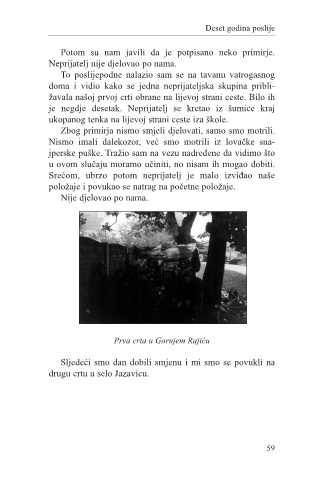 Deset godina poslije
Potom su nam javili da je potpisano neko primirje.
Neprijatelj nije djelovao po nama.
To poslijepodne nalazio sam se na tavanu vatrogasnog
doma i vidio kako se jedna neprijateljska skupina pribli-
žavala našoj prvoj crti obrane na lijevoj strani ceste. Bilo ih
je negdje desetak. Neprijatelj se kretao iz šumice kraj
ukopanog tenka na lijevoj strani ceste iza škole.
Zbog primirja nismo smjeli djelovati, samo smo motrili.
Nismo imali dalekozor, već smo motrili iz lovačke sna-
jperske puške. Tražio sam na vezu nadređene da vidimo što
u ovom slučaju moramo učiniti, no nisam ih mogao dobiti.
Srećom, ubrzo potom neprijatelj je malo izviđao naše
položaje i povukao se natrag na početne položaje.
Nije djelovao po nama.
Prva crta u Gornjem Rajiću
Sljedeći smo dan dobili smjenu i mi smo se povukli na
drugu crtu u selo Jazavicu.
59